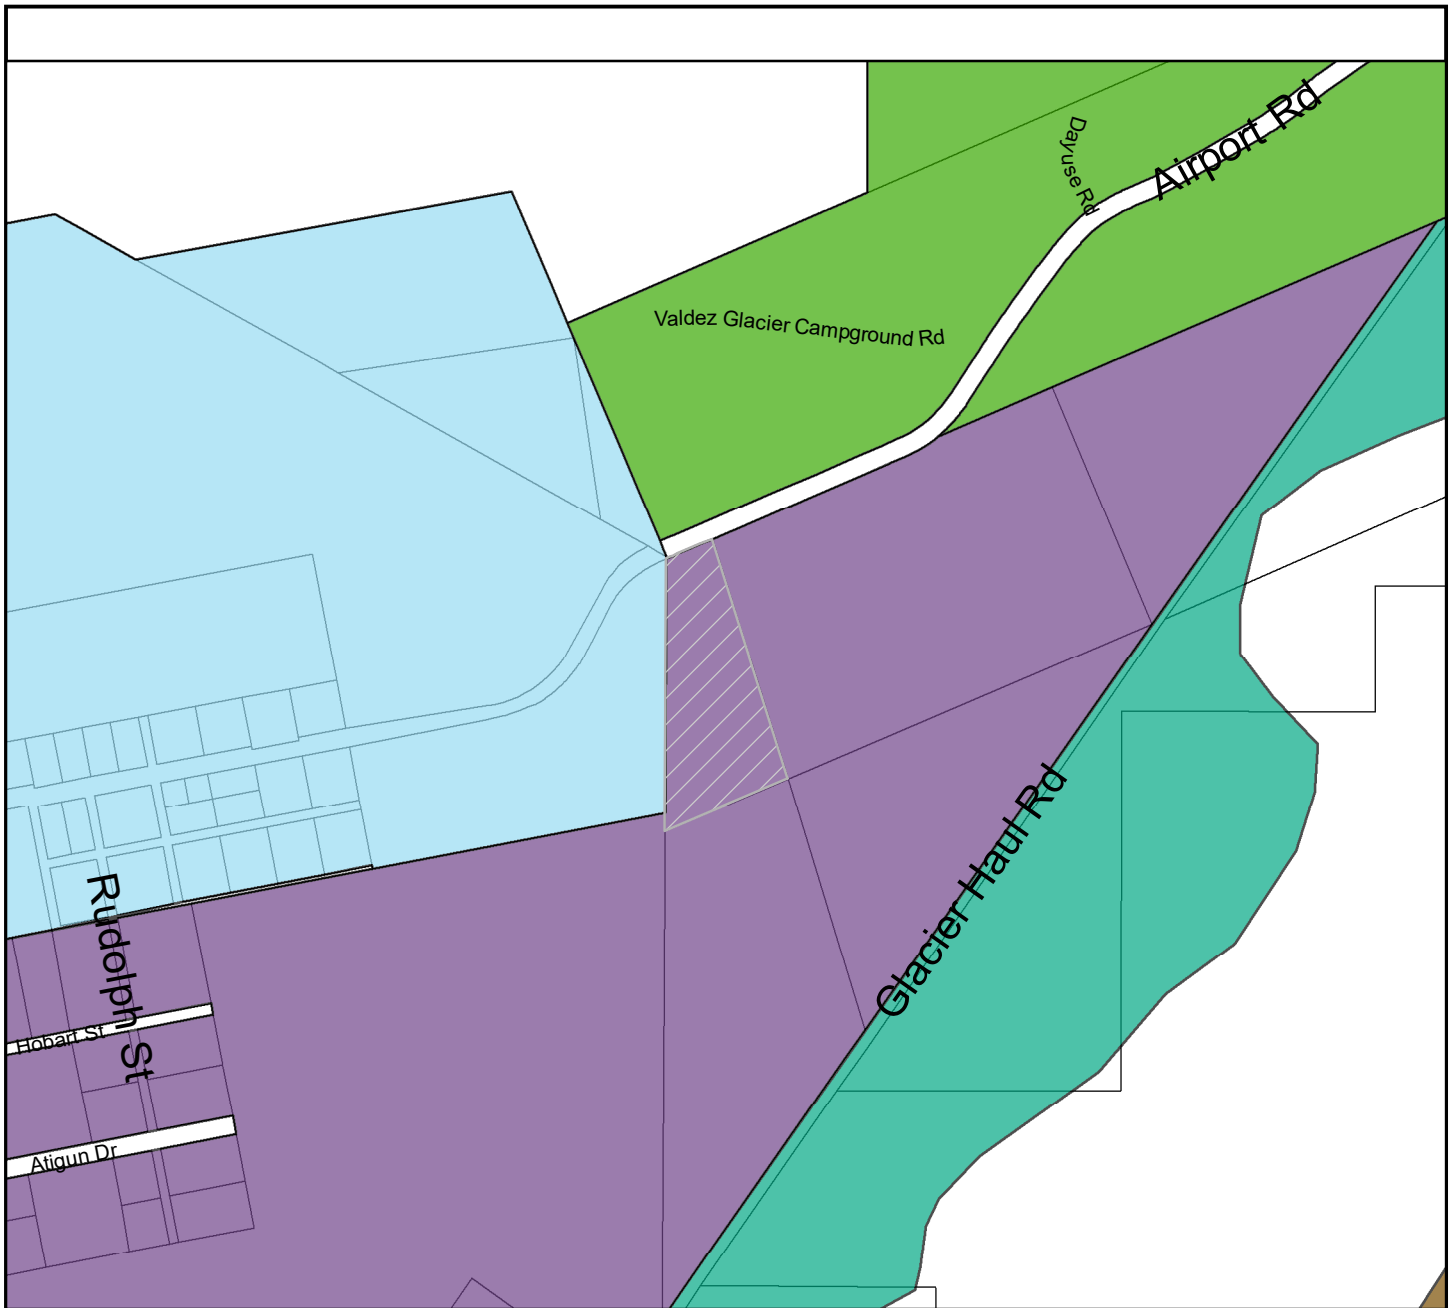 Dayuse Rd
Airport Rd
Valdez Glacier Campground Rd
Glacier Haul Rd
Rudolph St
Hobart St
Atigun Dr